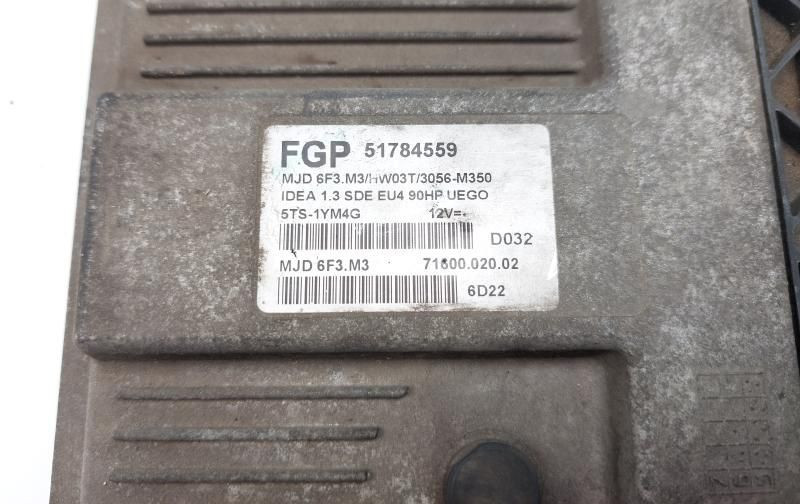 FGP 51784559
MJD 6F3.M3/HW03T/3056-M350
IDEA 1.3 SDE EU4 90HP UEGO
5TS-1YM4G 12V=
D032
MJD 6F3.M3 71600.020.02
6D22